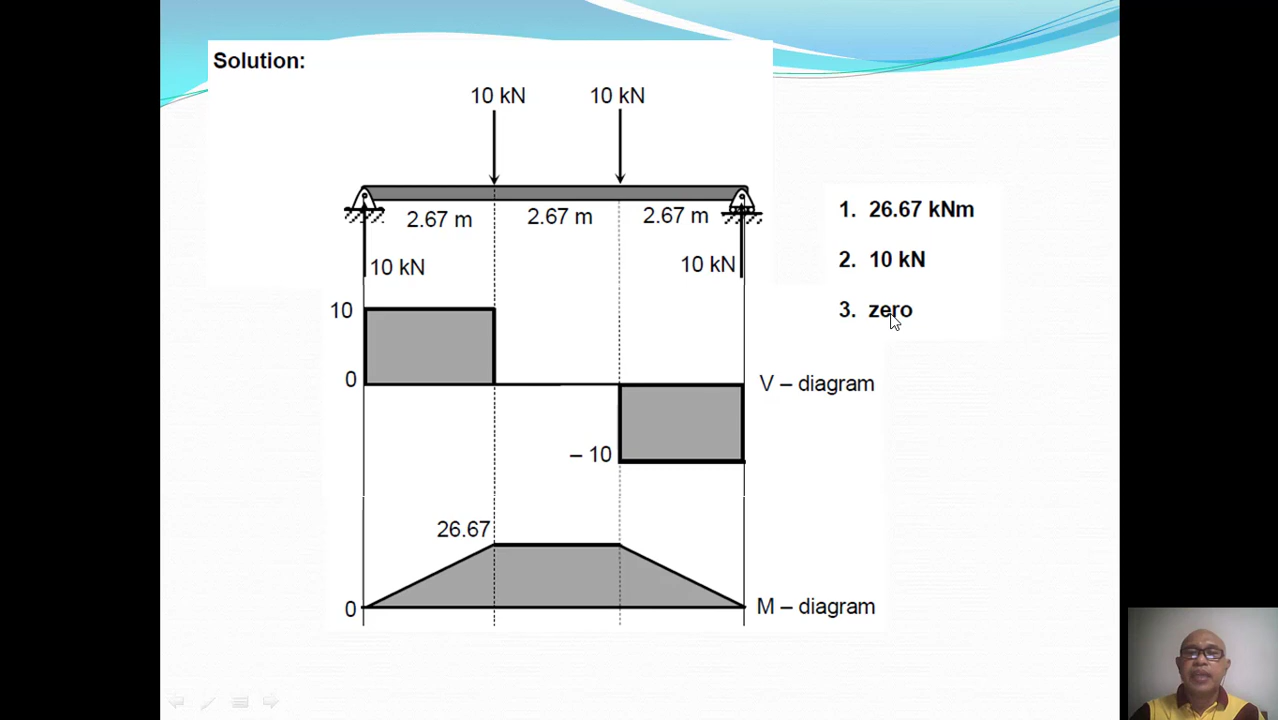 Solution:
10 kN 10 kN
2.67 m 2.67 m 2.67 m
10 kN 10 kN
10
0
V – diagram
– 10
26.67
0
M – diagram
1. 26.67 kNm
2. 10 kN
3. zero